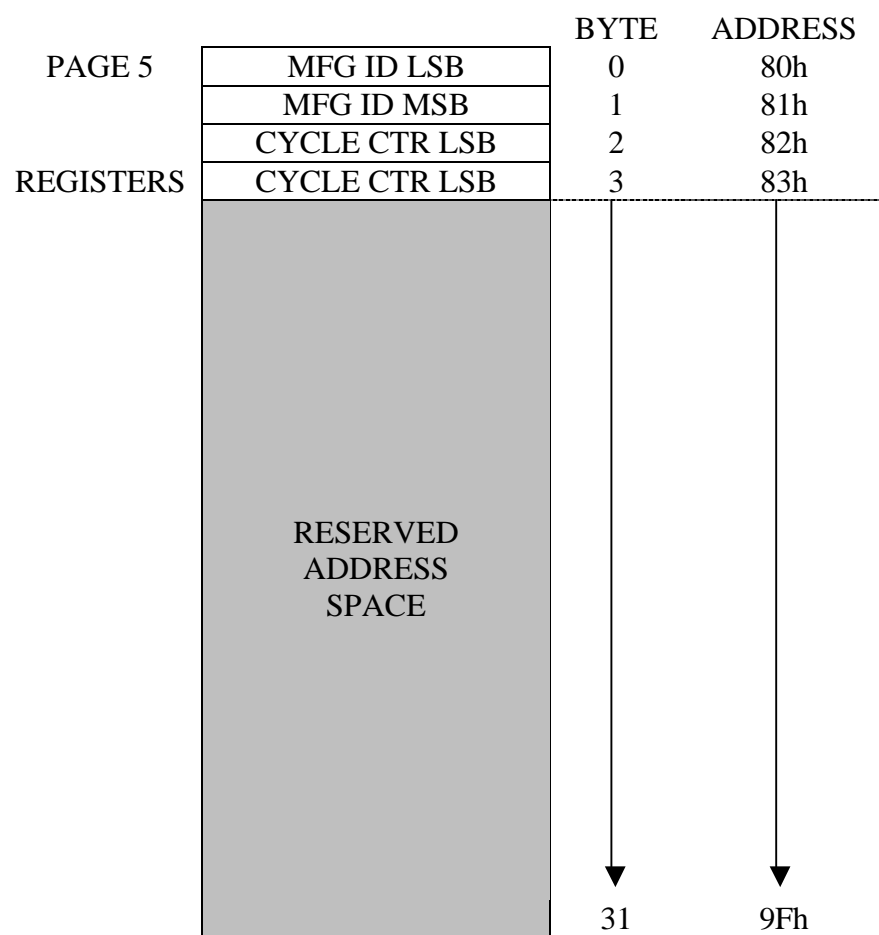 BYTE ADDRESS
PAGE 5 MFG ID LSB 0 80h
MFG ID MSB 1 81h
CYCLE CTR LSB 2 82h
REGISTERS CYCLE CTR LSB 3 83h
RESERVED
ADDRESS
SPACE
31 9Fh